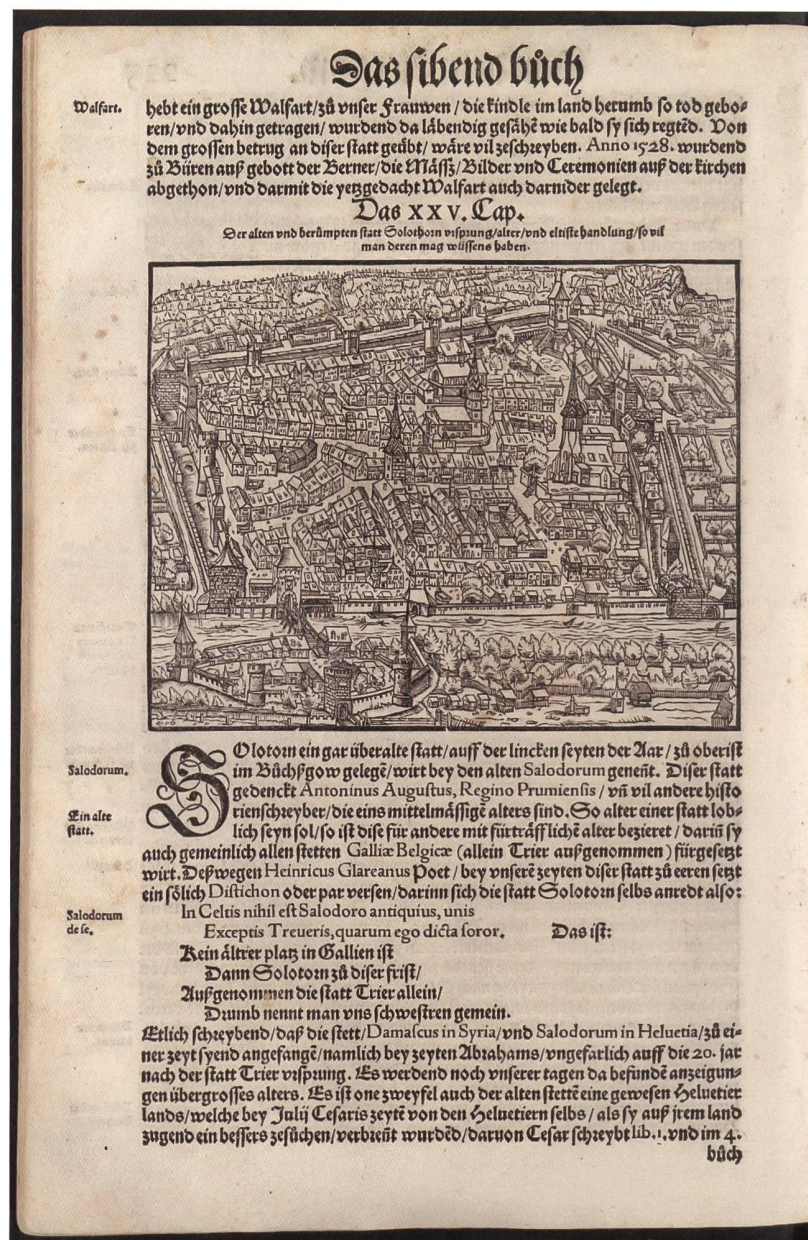 Das sibend bůch
Walfart.
hebt ein grosse Walfart/zů vnser Frauwen/die kindle im land herumb so tod gebo-
ren/vnd dahin getragen/wurdend da låbendig gesåhē wie bald sy sich regtēd. Von
dem grossen betrug an diser statt geůbt/wåre vil zeschreyben. Anno 1528. wurdend
zů Büren auß gebott der Berner/die Måssz/Bilder vnd Ceremonien auß der kirchen
abgethon/vnd darmit die yetzgedacht Walfart auch darnider gelegt.
Das XXV. Cap.
Der alten vnd berůmpten statt Solothorn vrsprung/alter/vnd eltiste handlung/so vil
man deren mag wüssens haben.
SOlotorn ein gar überalte statt/auff der lincken seyten der Aar/zů oberist
Salodorum.
im Bůchßgow gelegē/wirt bey den alten Salodorum geneñt. Diser statt
gedenckt Antoninus Augustus, Regino Prumiensis/vñ vil andere histo
Ein alte
statt.
rienschreyber/die eins mittelmåssigē alters sind. So alter einer statt lob-
lich seyn sol/so ist dise für andere mit fürtråfflichē alter bezieret/dariñ sy
auch gemeinlich allen stetten Galliæ Belgicæ (allein Trier außgenommen) fürgesetzt
wirt. Deßwegen Heinricus Glareanus Poet/bey vnsere zeyten diser statt zů eeren setzt
ein sölich Distichon oder par versen/darinn sich die statt Solotorn selbs anredt also:
Salodorum
de se.
In Celtis nihil est Salodoro antiquius, unis
Exceptis Treueris, quarum ego dicta soror. Das ist:
Kein åltrer platz in Gallien ist
Dann Solotorn zů diser frist/
Außgenommen die statt Trier allein/
Drumb nennt man vns schwestren gemein.
Etlich schreybend/daß die stett/Damascus in Syria/vnd Salodorum in Heluetia/zů ei-
ner zeyt syend angefangē/namlich bey zeyten Abrahams/vngefarlich auff die 20. jar
nach der statt Trier vrsprung. Es werdend noch vnserer tagen da befundē anzeigun-
gen übergrosses alters. Es ist one zweyfel auch der alten stettē eine gewesen Heluetier
lands/welche bey Julij Cesaris zeytē von den Heluetiern selbs/als sy auß jrem land
zugend ein bessers zesůchen/verbreñt wurdēd/daruon Cesar schreybt lib. 1. vnd im 4.
bůch